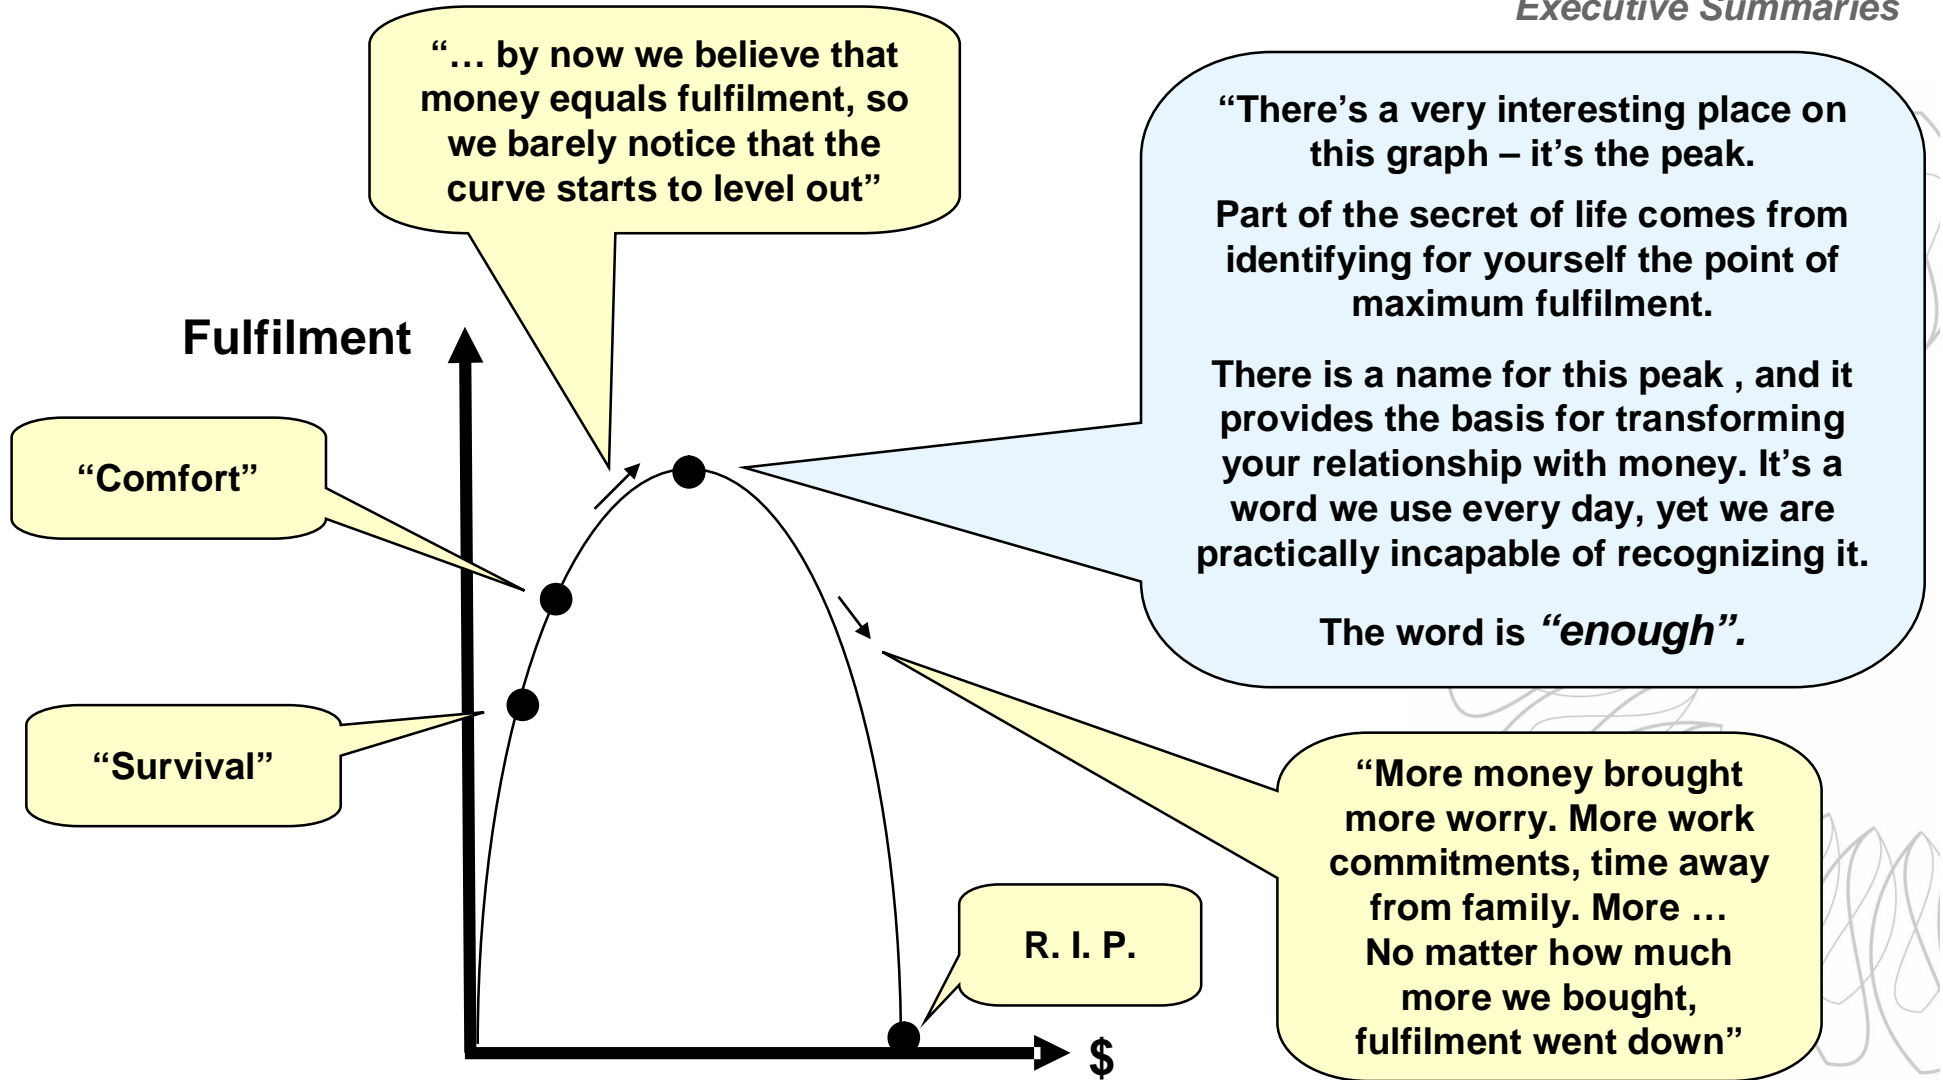 Executive Summaries
“… by now we believe that
money equals fulfilment, so
we barely notice that the
curve starts to level out”
“There’s a very interesting place on
this graph – it’s the peak.
Part of the secret of life comes from
identifying for yourself the point of
maximum fulfilment.
There is a name for this peak , and it
provides the basis for transforming
your relationship with money. It’s a
word we use every day, yet we are
practically incapable of recognizing it.
The word is “enough”.
Fulfilment
“Comfort”
“Survival”
“More money brought
more worry. More work
commitments, time away
from family. More …
No matter how much
more we bought,
fulfilment went down”
R. I. P.
$